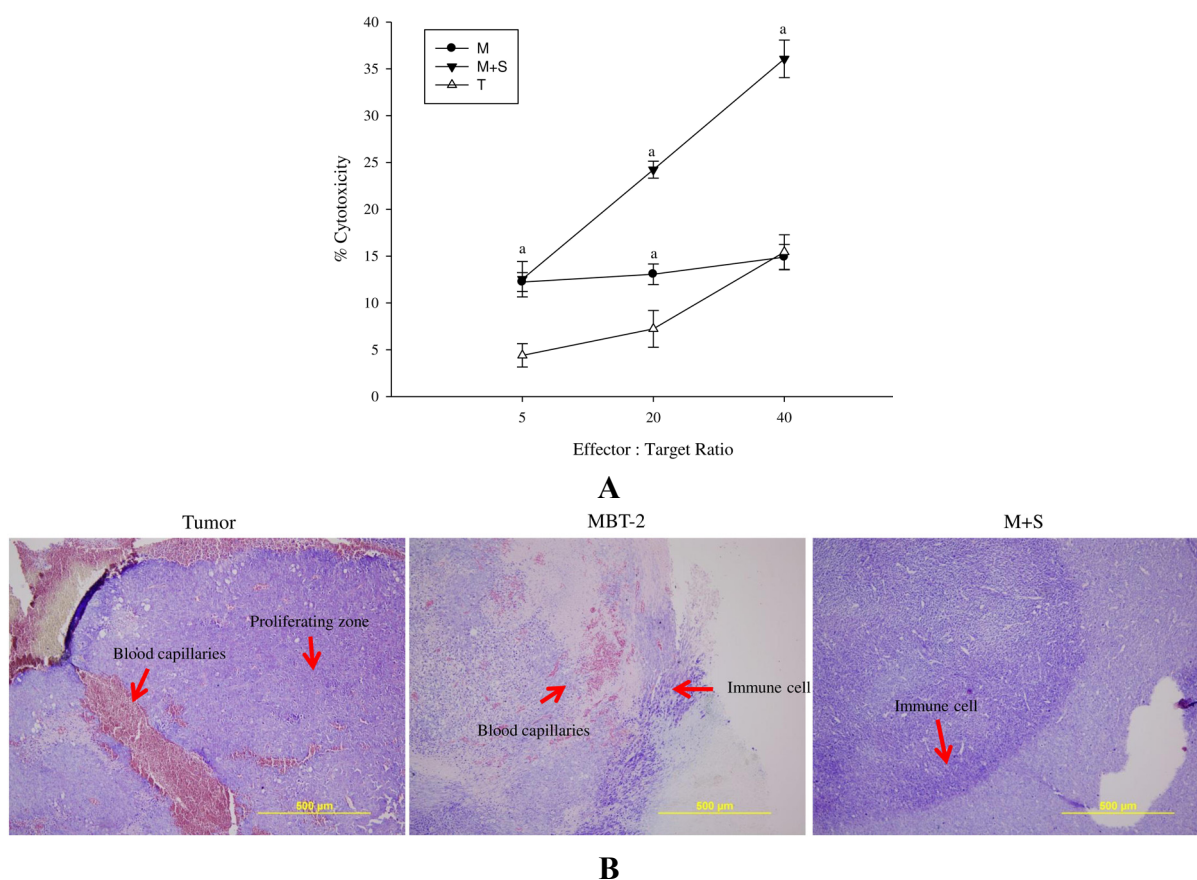 40
35
30
25
20
15
10
5
0
% Cytotoxicity
M
M+S
T
a
a
a
a
5 20 40
Effector : Target Ratio
A
Tumor MBT-2 M+S
Proliferating zone
Blood capillaries
500 µm
Immune cell
Blood capillaries
500 µm
Immune cell
500 µm
B